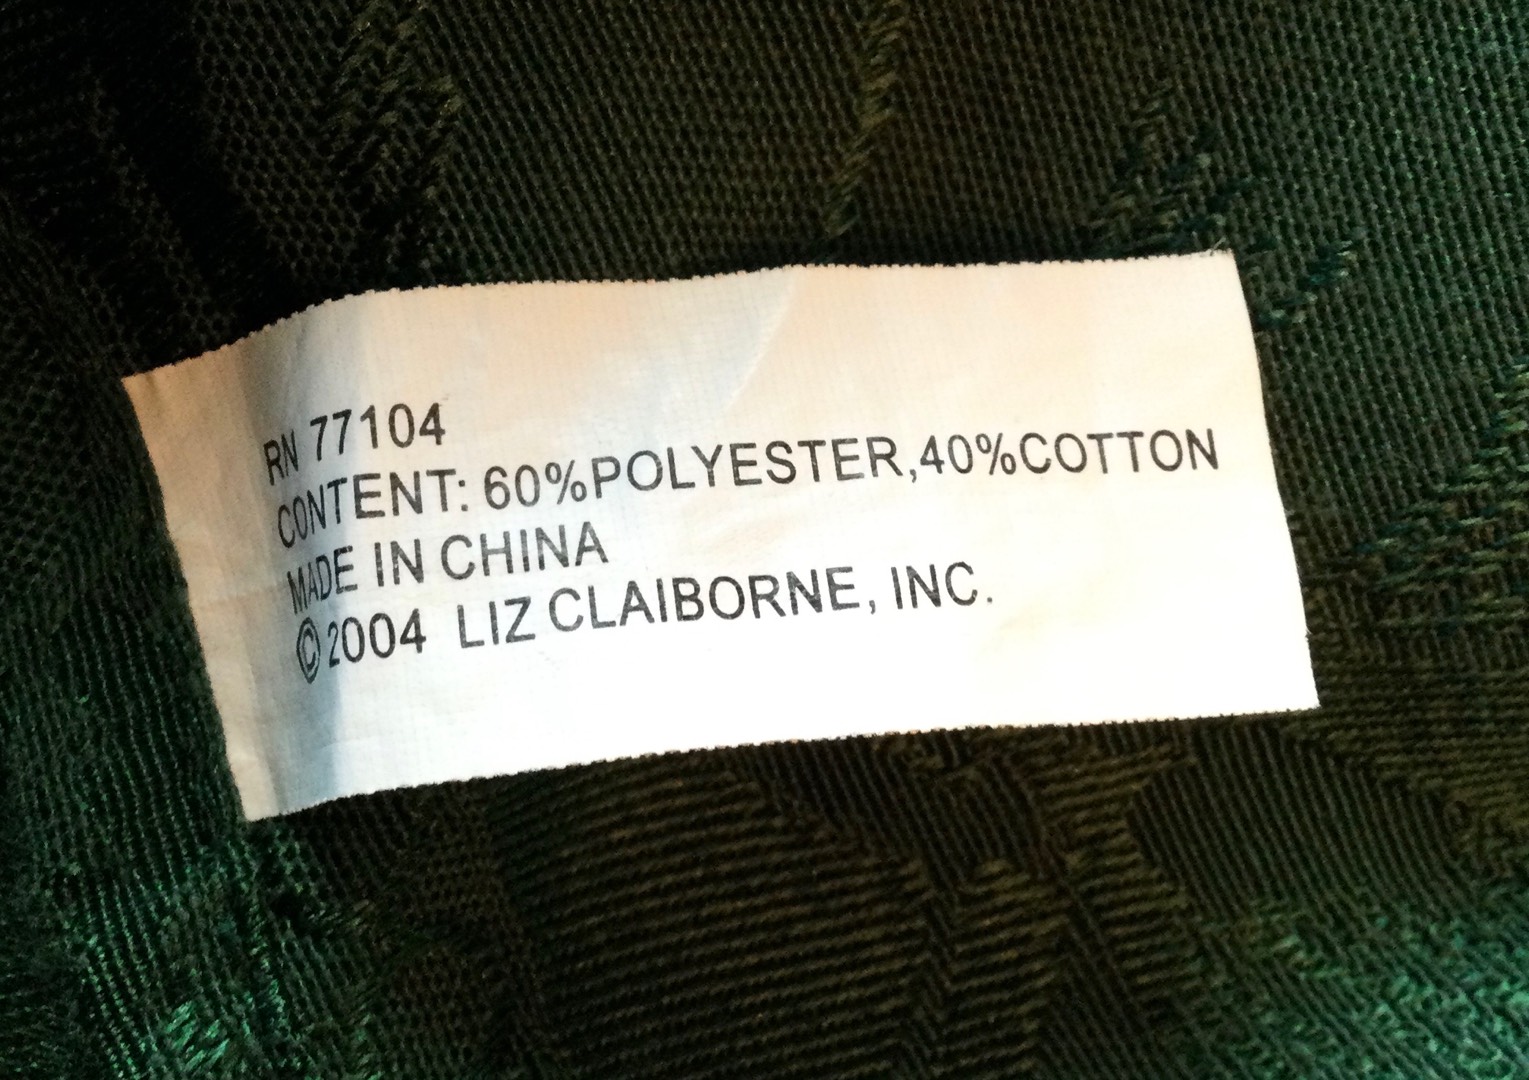 RN 77104
CONTENT: 60%POLYESTER,40%COTTON
MADE IN CHINA
©2004 LIZ CLAIBORNE, INC.